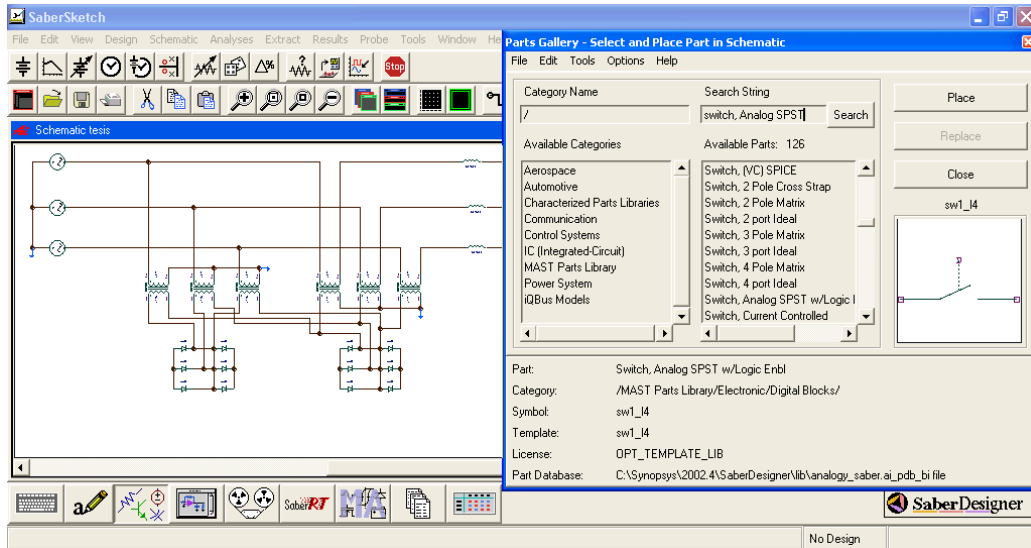 SaberSketch
File Edit View Design Schematic Analyses Extract Results Probe Tools Window He
Stop
Schematic tesis
Parts Gallery - Select and Place Part in Schematic
File Edit Tools Options Help
Category Name
/
Search String
switch, Analog SPST
Search
Available Categories
Aerospace
Automotive
Characterized Parts Libraries
Communication
Control Systems
IC (Integrated-Circuit)
MAST Parts Library
Power System
iQBus Models
Available Parts: 126
Switch, (VC) SPICE
Switch, 2 Pole Cross Strap
Switch, 2 Pole Matrix
Switch, 2 port Ideal
Switch, 3 Pole Matrix
Switch, 3 port Ideal
Switch, 4 Pole Matrix
Switch, 4 port Ideal
Switch, Analog SPST w/Logic I
Switch, Current Controlled
Place
Replace
Close
sw1_l4
Part: Switch, Analog SPST w/Logic Enbl
Category: /MAST Parts Library/Electronic/Digital Blocks/
Symbol: sw1_l4
Template: sw1_l4
License: OPT_TEMPLATE_LIB
Part Database: C:\Synopsys\2002.4\SaberDesigner\lib\analogy_saber.ai_pdb_bi file
a
SaberRT
MA
SaberDesigner
No Design